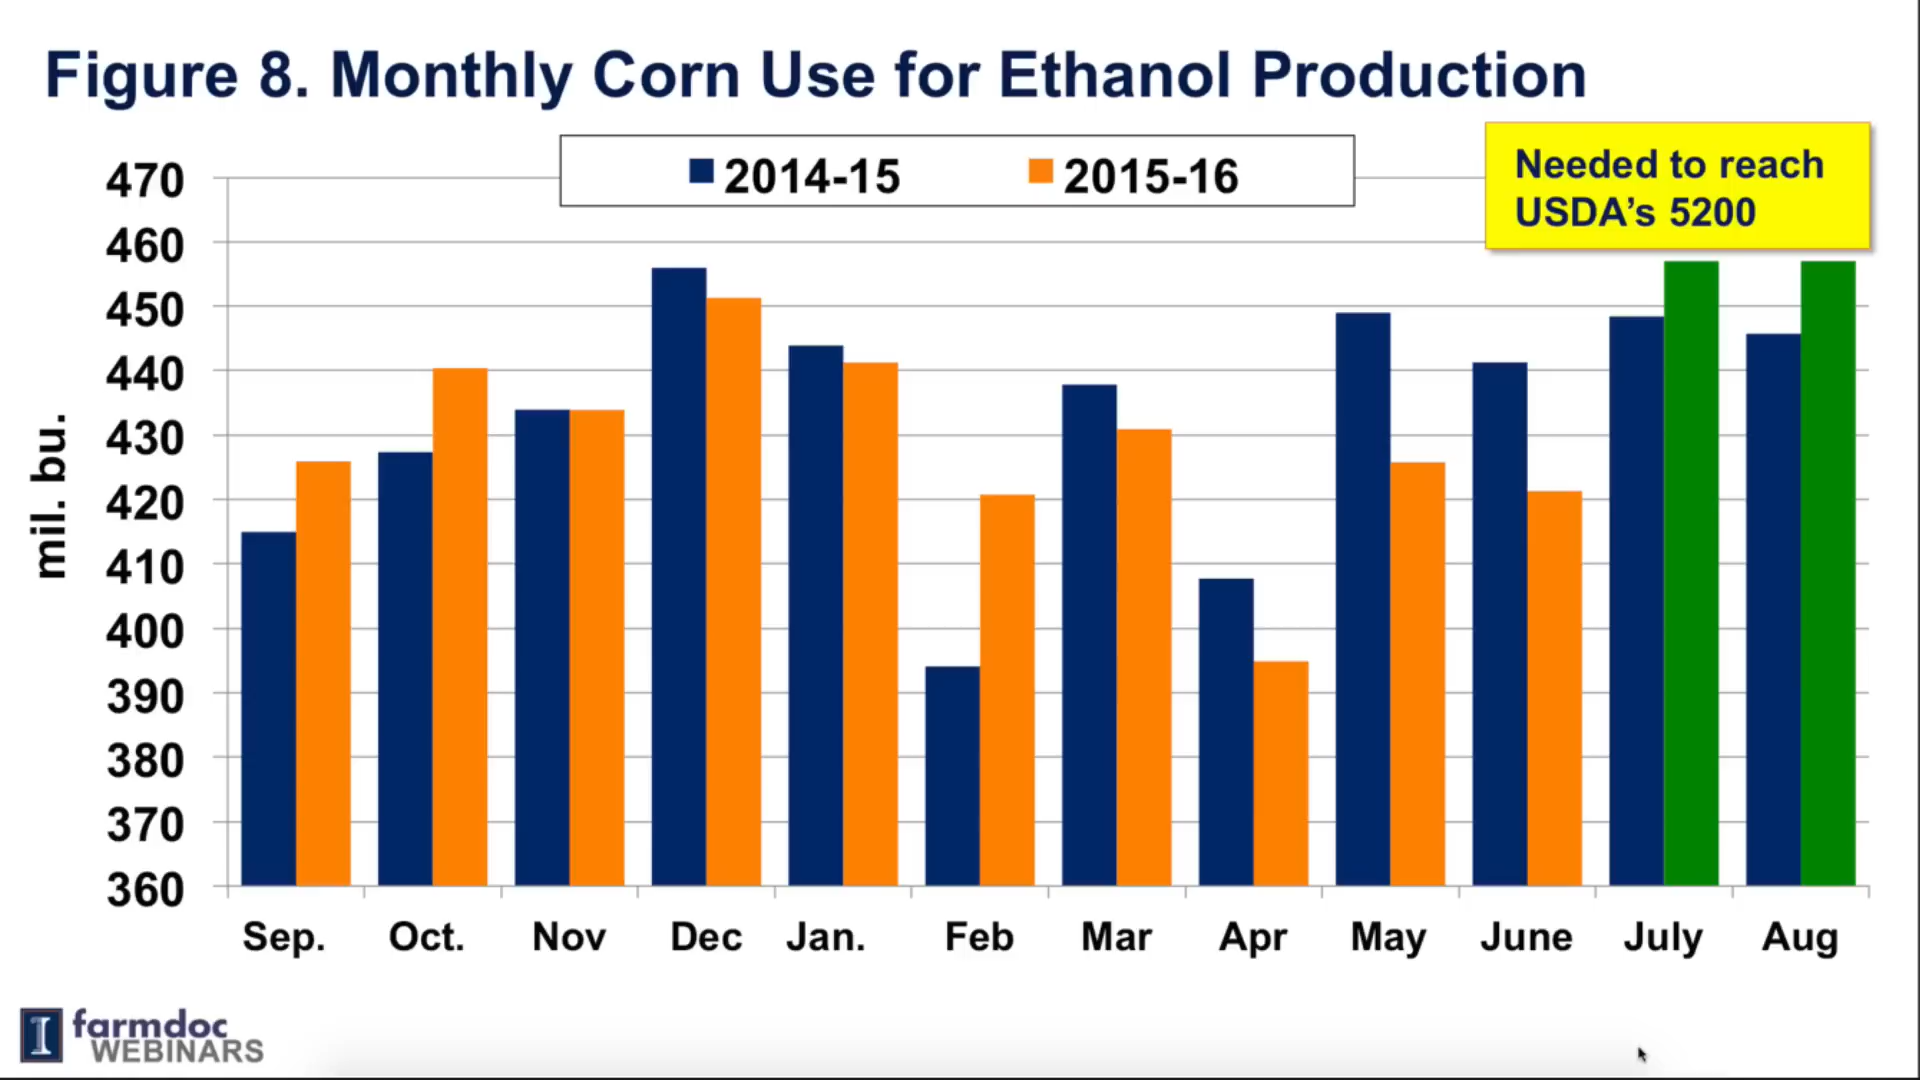 Figure 8. Monthly Corn Use for Ethanol Production
2014-15 2015-16
Needed to reach
USDA’s 5200
mil. bu.
470
460
450
440
430
420
410
400
390
380
370
360
Sep. Oct. Nov Dec Jan. Feb Mar Apr May June July Aug
I farmdoc
WEBINARS